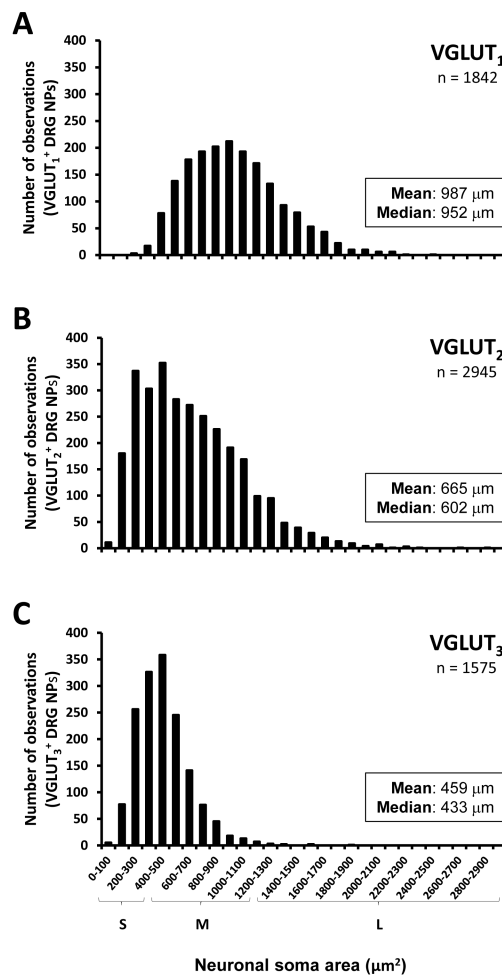 A
Number of observations
(VGLUT₁⁺ DRG NPs)
400
350
300
250
200
150
100
50
0
VGLUT₁
n = 1842
Mean: 987 μm
Median: 952 μm
B
Number of observations
(VGLUT₂⁺ DRG NPs)
400
350
300
250
200
150
100
50
0
VGLUT₂
n = 2945
Mean: 665 μm
Median: 602 μm
C
Number of observations
(VGLUT₃⁺ DRG NPs)
400
350
300
250
200
150
100
50
0
VGLUT₃
n = 1575
Mean: 459 μm
Median: 433 μm
0-100
200-300
400-500
600-700
800-900
1000-1100
1200-1300
1400-1500
1600-1700
1800-1900
2000-2100
2200-2300
2400-2500
2600-2700
2800-2900
S M L
Neuronal soma area (μm²)